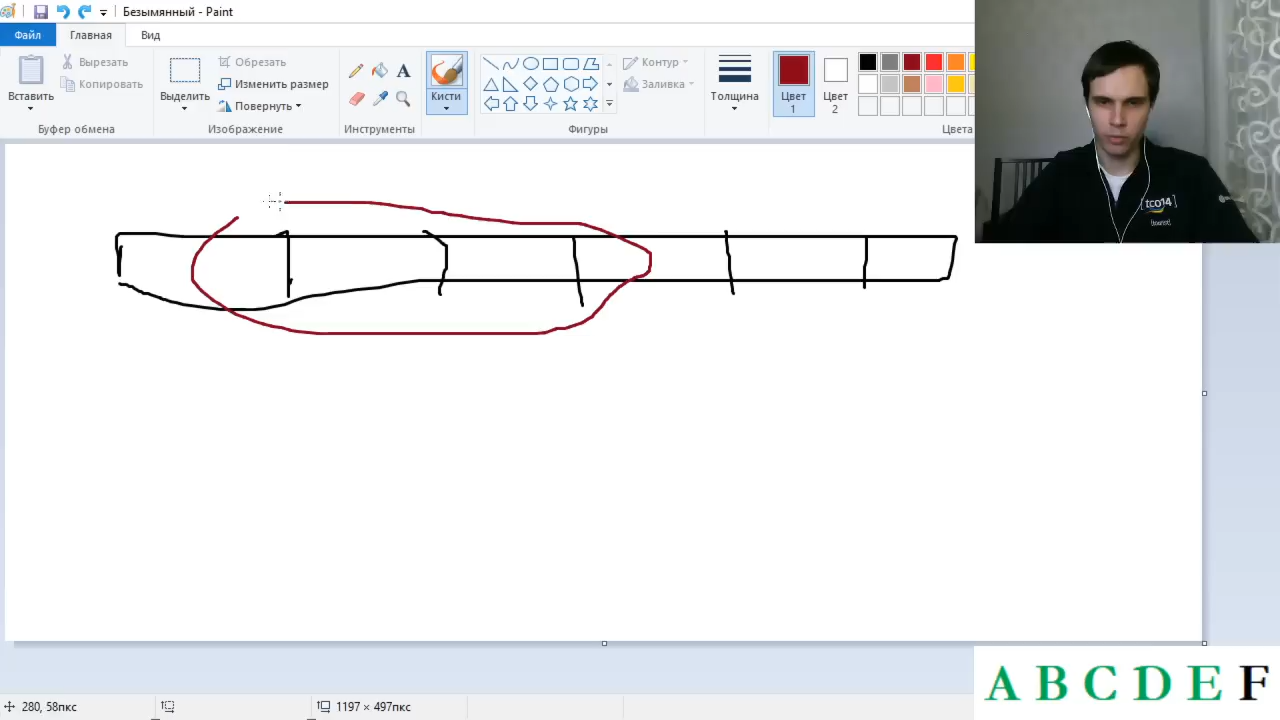 Безымянный - Paint
Файл Главная Вид
Вставить
Вырезать
Копировать
Буфер обмена
Выделить
Обрезать
Изменить размер
Повернуть
Изображение
Инструменты
Кисти
Фигуры
Контур
Заливка
Толщина
Цвет 1
Цвет 2
Цвета
[tco14]
280, 58пкс
1197 × 497пкс
A B C D E F